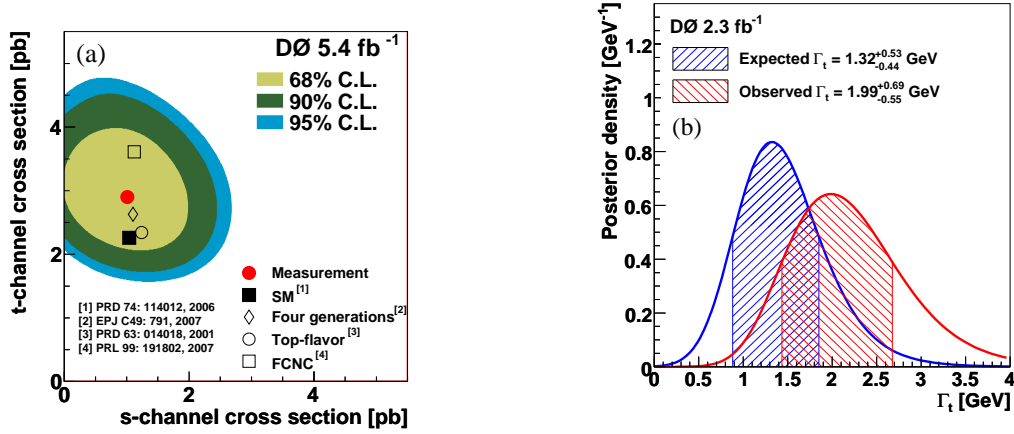 t-channel cross section [pb]
(a)
DØ 5.4 fb⁻¹
68% C.L.
90% C.L.
95% C.L.
4
2
0
Measurement
SM[1]
Four generations[2]
Top-flavor[3]
FCNC[4]
[1] PRD 74: 114012, 2006
[2] EPJ C49: 791, 2007
[3] PRD 63: 014018, 2001
[4] PRL 99: 191802, 2007
0 2 4
s-channel cross section [pb]
Posterior density [GeV⁻¹]
DØ 2.3 fb⁻¹
Expected Γt = 1.32+0.53-0.44 GeV
Observed Γt = 1.99+0.69-0.55 GeV
(b)
1.2
1
0.8
0.6
0.4
0.2
0
0 0.5 1 1.5 2 2.5 3 3.5 4
Γt [GeV]